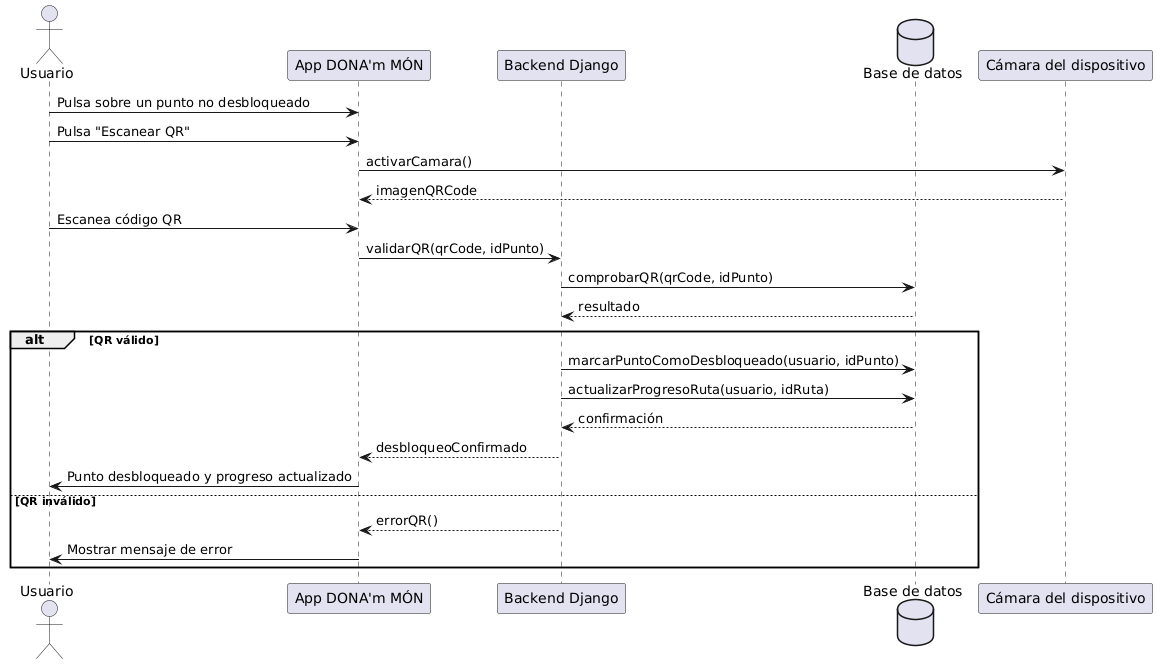 Usuario
App DONA'm MÓN
Backend Django
Base de datos
Cámara del dispositivo
Pulsa sobre un punto no desbloqueado
Pulsa "Escanear QR"
activarCamara()
imagenQRCode
Escanea código QR
validarQR(qrCode, idPunto)
comprobarQR(qrCode, idPunto)
resultado
alt [QR válido]
marcarPuntoComoDesbloqueado(usuario, idPunto)
actualizarProgresoRuta(usuario, idRuta)
confirmación
desbloqueoConfirmado
Punto desbloqueado y progreso actualizado
[QR inválido]
errorQR()
Mostrar mensaje de error
Usuario
App DONA'm MÓN
Backend Django
Base de datos
Cámara del dispositivo